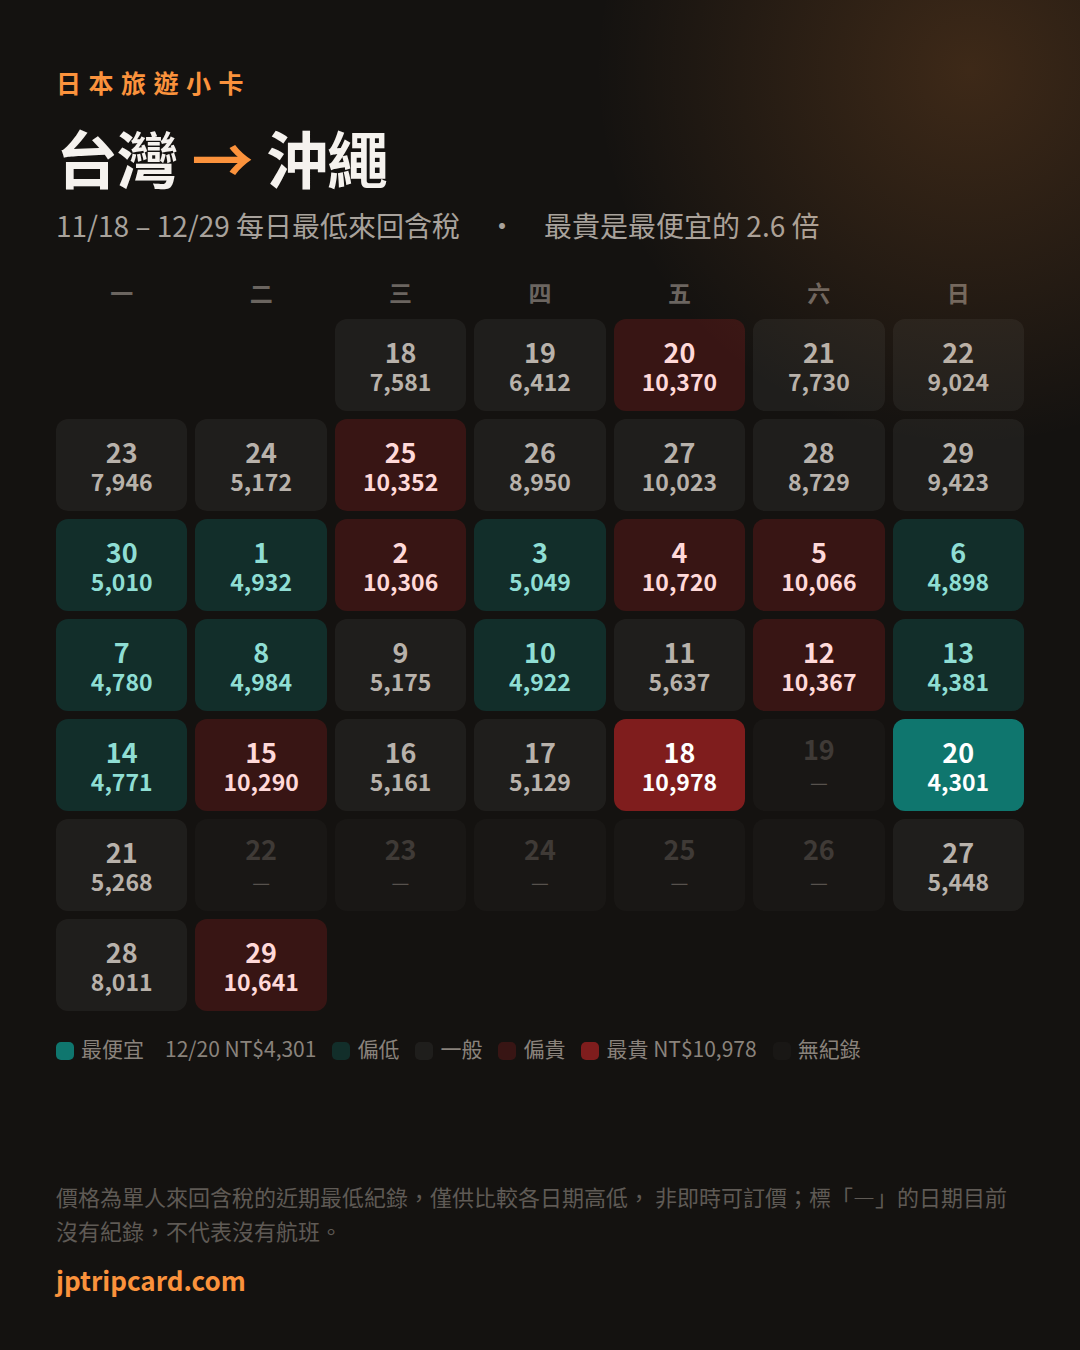 日本旅遊小卡
台灣 → 沖繩
11/18 – 12/29 每日最低來回含稅 ・ 最貴是最便宜的 2.6 倍
一 二 三 四 五 六 日
18 19 20 21 22
7,581 6,412 10,370 7,730 9,024
23 24 25 26 27 28 29
7,946 5,172 10,352 8,950 10,023 8,729 9,423
30 1 2 3 4 5 6
5,010 4,932 10,306 5,049 10,720 10,066 4,898
7 8 9 10 11 12 13
4,780 4,984 5,175 4,922 5,637 10,367 4,381
14 15 16 17 18 19 20
4,771 10,290 5,161 5,129 10,978 — 4,301
21 22 23 24 25 26 27
5,268 — — — — — 5,448
28 29
8,011 10,641
最便宜 12/20 NT$4,301 偏低 一般 偏貴 最貴 NT$10,978 無紀錄
價格為單人來回含稅的近期最低紀錄，僅供比較各日期高低， 非即時可訂價；標「—」的日期目前
沒有紀錄，不代表沒有航班。
jptripcard.com